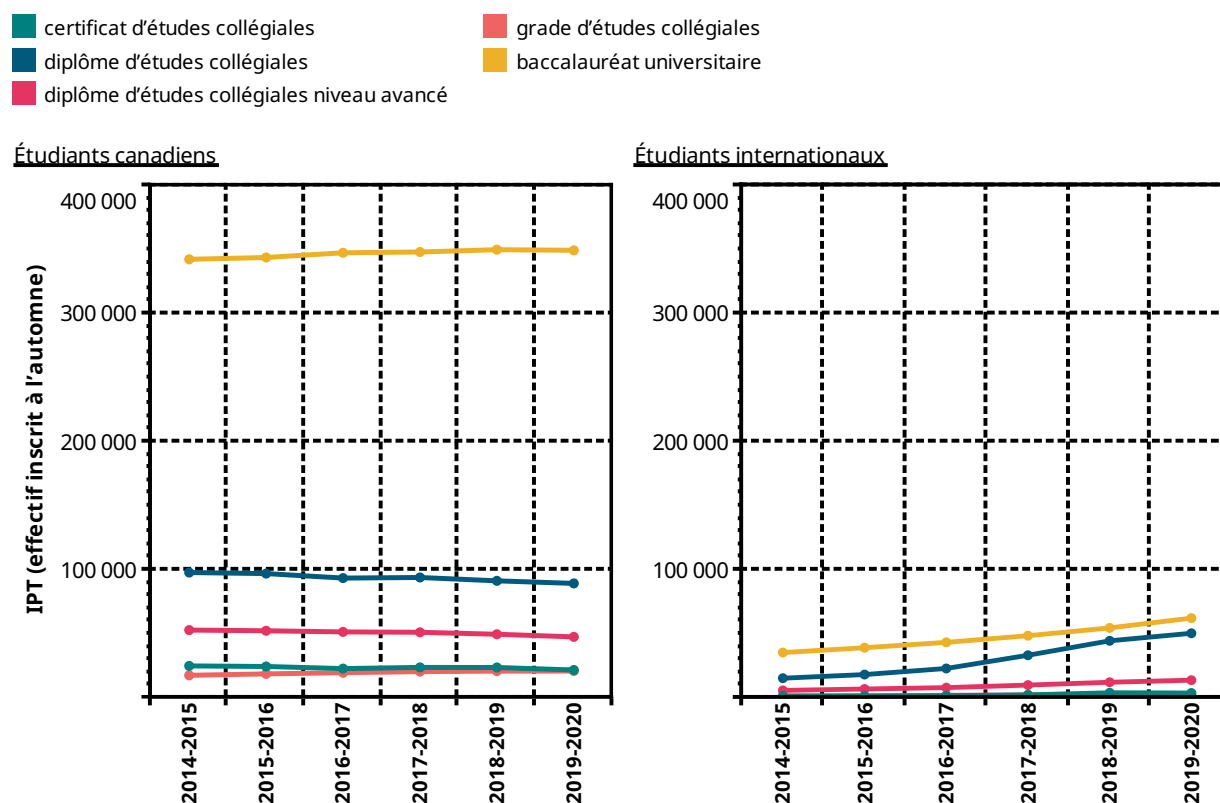 certificat d’études collégiales
grade d’études collégiales
diplôme d’études collégiales
baccalauréat universitaire
diplôme d’études collégiales niveau avancé
Étudiants canadiens
Étudiants internationaux
IPT (effectif inscrit à l’automne)
400 000
300 000
200 000
100 000
2014-2015
2015-2016
2016-2017
2017-2018
2018-2019
2019-2020
400 000
300 000
200 000
100 000
2014-2015
2015-2016
2016-2017
2017-2018
2018-2019
2019-2020